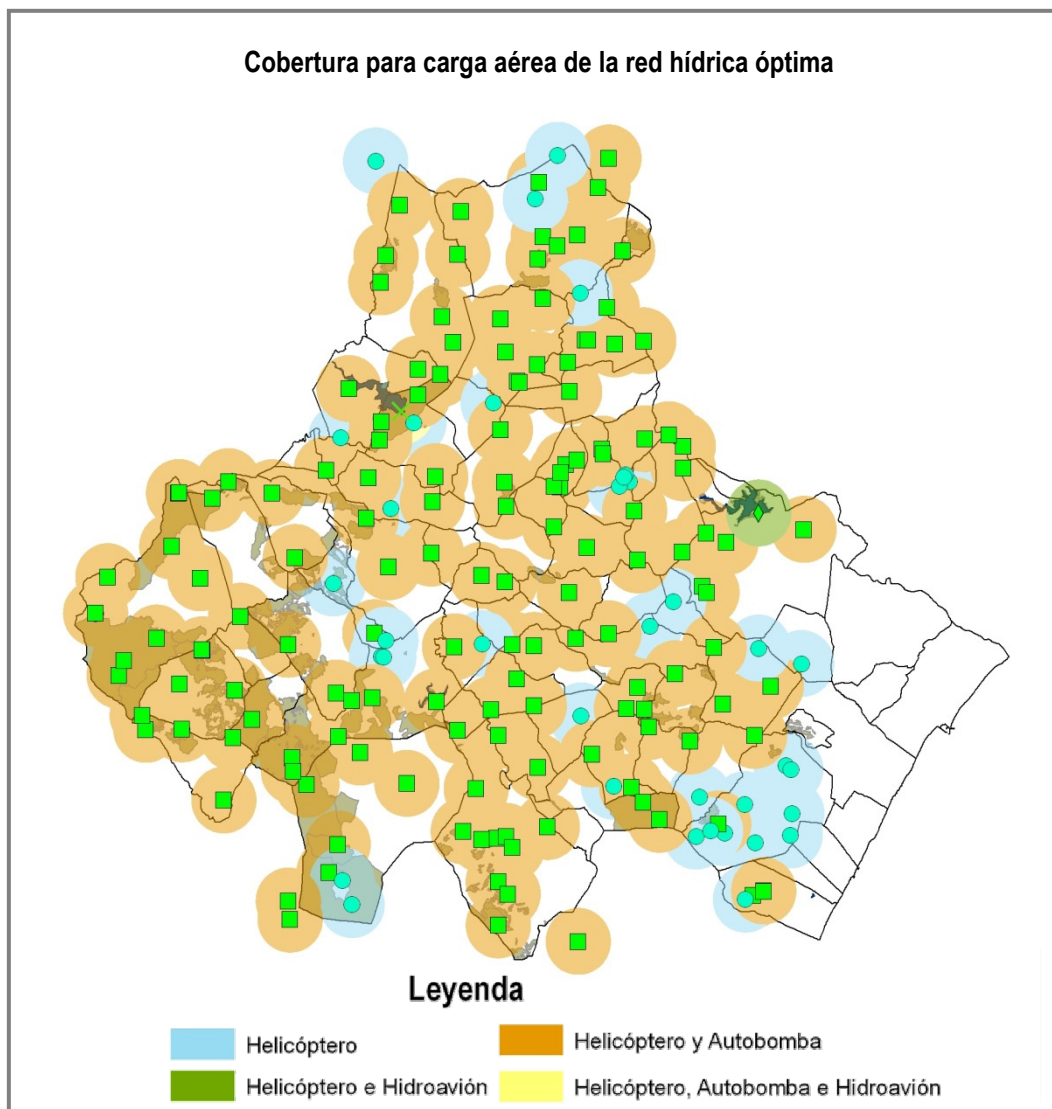 Cobertura para carga aérea de la red hídrica óptima
Leyenda
Helicóptero
Helicóptero y Autobomba
Helicóptero e Hidroavión
Helicóptero, Autobomba e Hidroavión